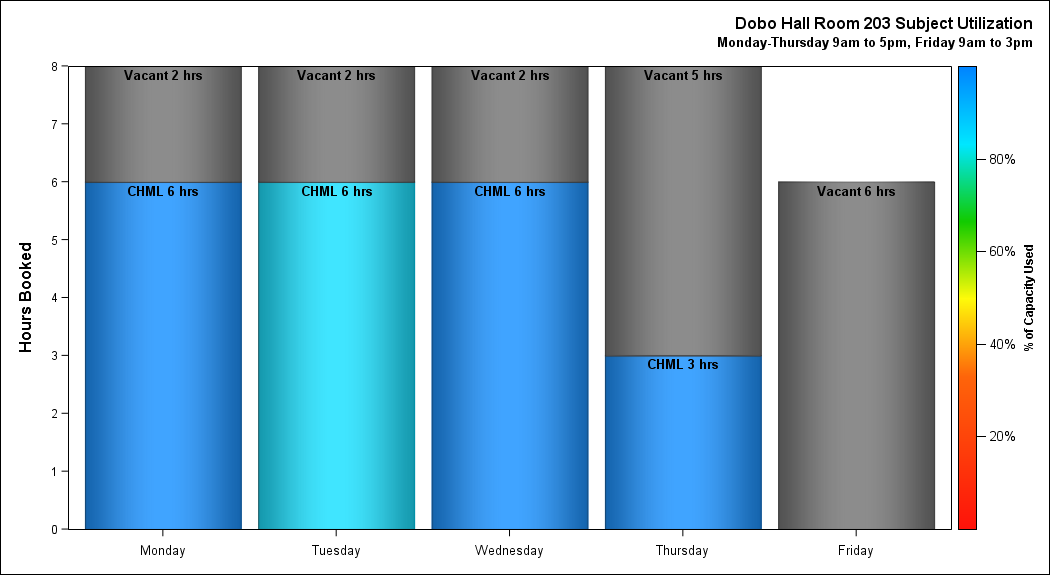 Dobo Hall Room 203 Subject Utilization
Monday-Thursday 9am to 5pm, Friday 9am to 3pm
Hours Booked
8
7
6
5
4
3
2
1
0
Vacant 2 hrs
CHML 6 hrs
Vacant 2 hrs
CHML 6 hrs
Vacant 2 hrs
CHML 6 hrs
Vacant 5 hrs
CHML 3 hrs
Vacant 6 hrs
Monday
Tuesday
Wednesday
Thursday
Friday
80%
60%
40%
20%
% of Capacity Used